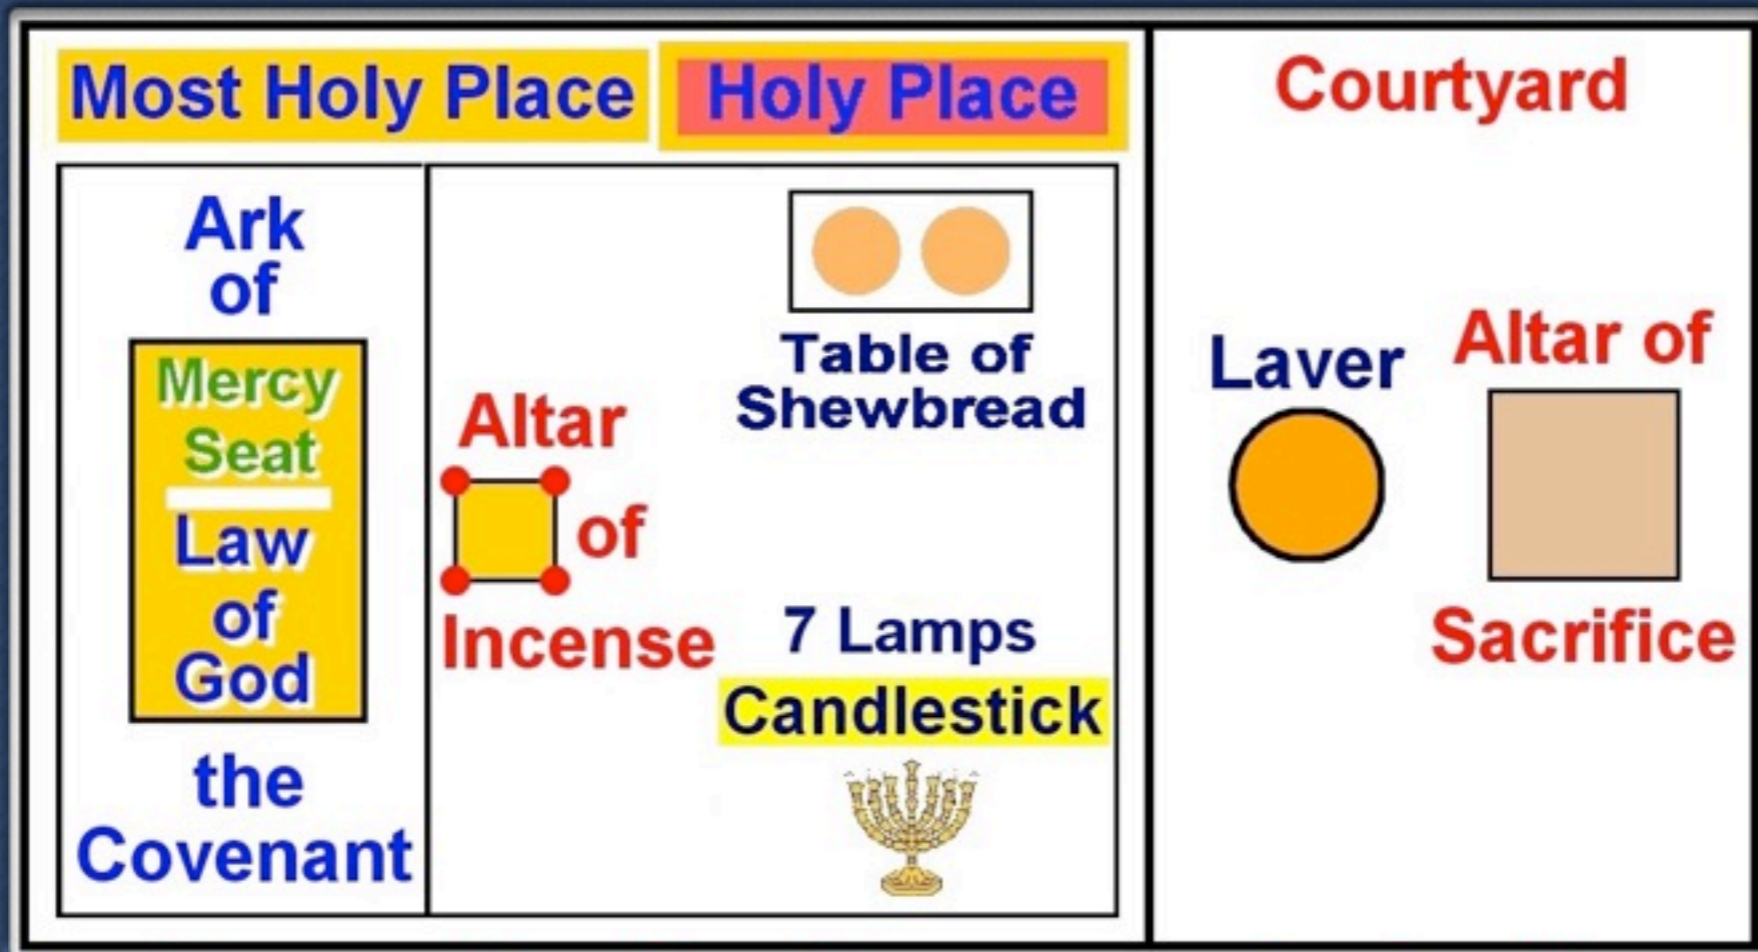 Most Holy Place
Holy Place
Courtyard
Ark
of
Mercy
Seat
Law
of
God
the
Covenant
Altar
of
Incense
Table of
Shewbread
7 Lamps
Candlestick
Laver
Altar of
Sacrifice